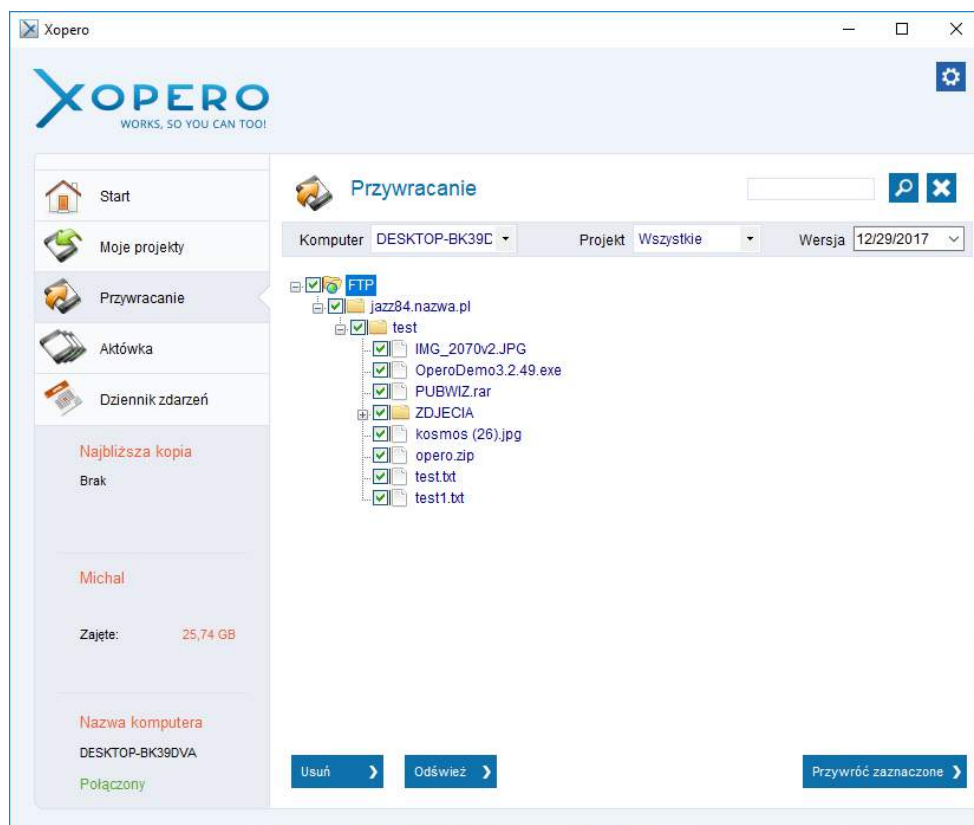 Xopero
XOPERO
WORKS, SO YOU CAN TOO!
Start
Moje projekty
Przywracanie
Aktówka
Dziennik zdarzeń
Najbliższa kopia
Brak
Michal
Zajęte: 25,74 GB
Nazwa komputera
DESKTOP-BK39DVA
Połączony
Przywracanie
Komputer DESKTOP-BK39D Projekt Wszystkie Wersja 12/29/2017
FTP
jazz84.nazwa.pl
test
IMG_2070v2.JPG
OperoDemo3.2.49.exe
PUBWIZ.rar
ZDJECIA
kosmos (26).jpg
opero.zip
test.txt
test1.txt
Usuń Odśwież Przywróć zaznaczone